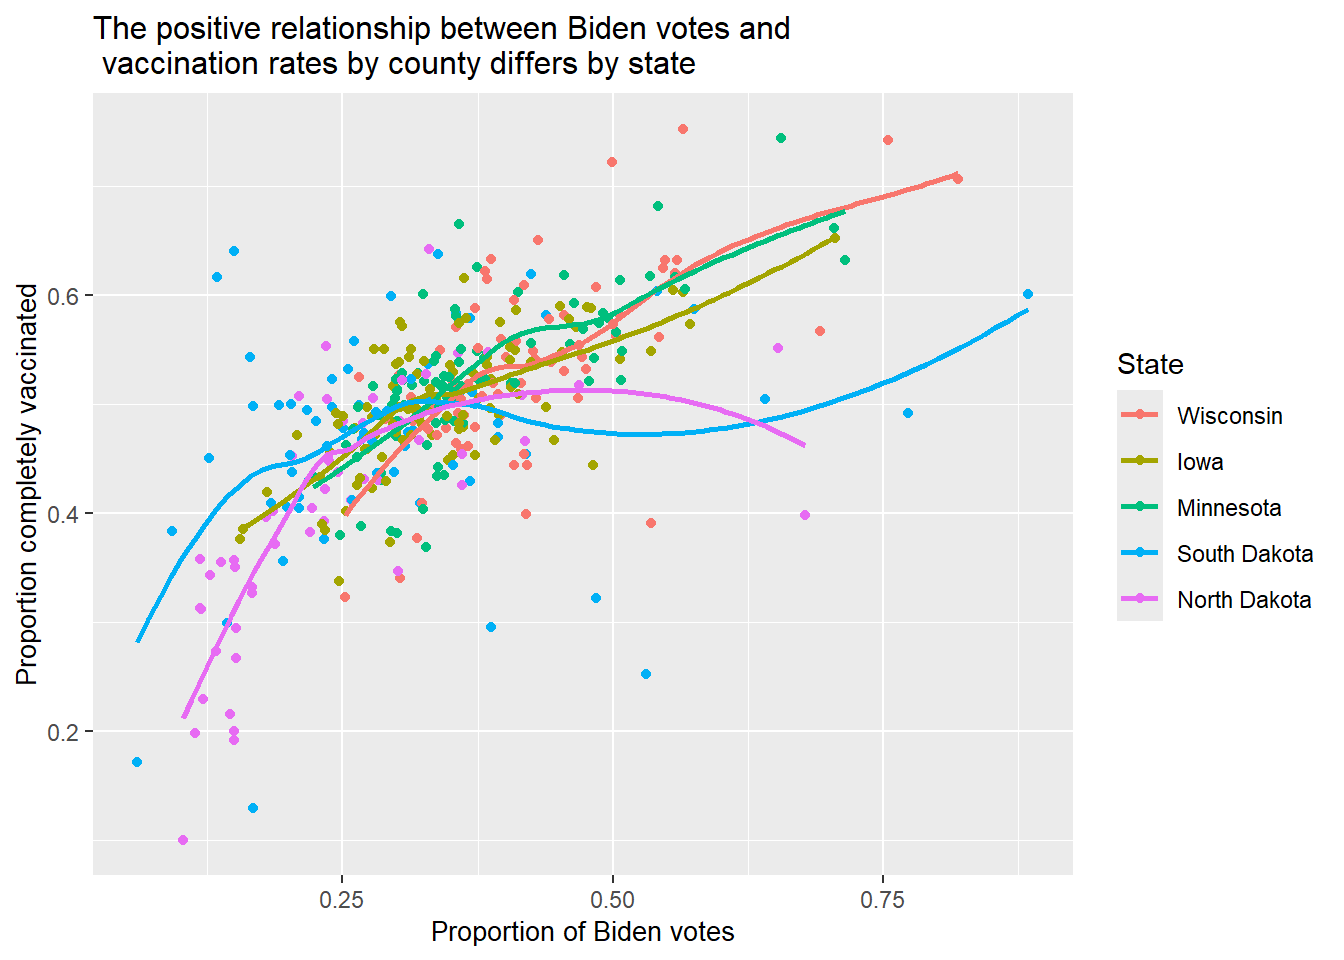 The positive relationship between Biden votes and
vaccination rates by county differs by state
Proportion completely vaccinated
0.6
0.4
0.2
0.25
0.50
0.75
Proportion of Biden votes
State
Wisconsin
Iowa
Minnesota
South Dakota
North Dakota